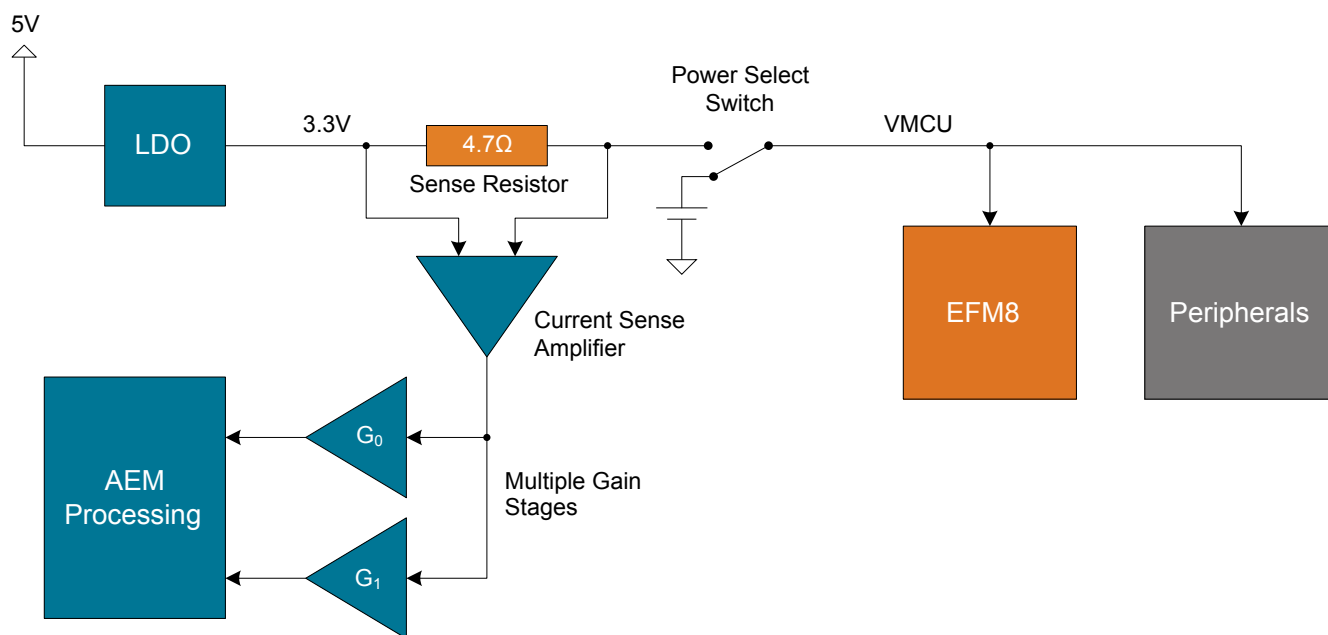 5V
LDO
3.3V
4.7Ω
Sense Resistor
Power Select
Switch
VMCU
EFM8
Peripherals
Current Sense
Amplifier
AEM
Processing
G₀
Multiple Gain
Stages
G₁